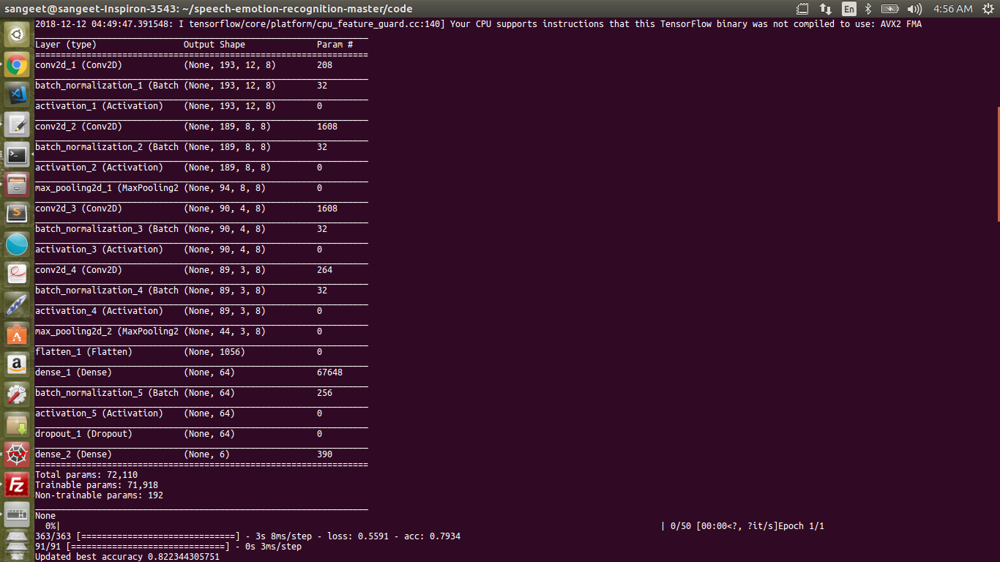 sangeet@sangeet-Inspiron-3543: ~/speech-emotion-recognition-master/code En 4:56 AM
2018-12-12 04:49:47.391548: I tensorflow/core/platform/cpu_feature_guard.cc:140] Your CPU supports instructions that this TensorFlow binary was not compiled to use: AVX2 FMA
_________________________________________________________________
Layer (type)                 Output Shape              Param #
=================================================================
conv2d_1 (Conv2D)            (None, 193, 12, 8)        208
_________________________________________________________________
batch_normalization_1 (Batch (None, 193, 12, 8)        32
_________________________________________________________________
activation_1 (Activation)    (None, 193, 12, 8)        0
_________________________________________________________________
conv2d_2 (Conv2D)            (None, 189, 8, 8)         1608
_________________________________________________________________
batch_normalization_2 (Batch (None, 189, 8, 8)         32
_________________________________________________________________
activation_2 (Activation)    (None, 189, 8, 8)         0
_________________________________________________________________
max_pooling2d_1 (MaxPooling2 (None, 94, 8, 8)          0
_________________________________________________________________
conv2d_3 (Conv2D)            (None, 90, 4, 8)          1608
_________________________________________________________________
batch_normalization_3 (Batch (None, 90, 4, 8)          32
_________________________________________________________________
activation_3 (Activation)    (None, 90, 4, 8)          0
_________________________________________________________________
conv2d_4 (Conv2D)            (None, 89, 3, 8)          264
_________________________________________________________________
batch_normalization_4 (Batch (None, 89, 3, 8)          32
_________________________________________________________________
activation_4 (Activation)    (None, 89, 3, 8)          0
_________________________________________________________________
max_pooling2d_2 (MaxPooling2 (None, 44, 3, 8)          0
_________________________________________________________________
flatten_1 (Flatten)          (None, 1056)              0
_________________________________________________________________
dense_1 (Dense)              (None, 64)                67648
_________________________________________________________________
batch_normalization_5 (Batch (None, 64)                256
_________________________________________________________________
activation_5 (Activation)    (None, 64)                0
_________________________________________________________________
dropout_1 (Dropout)          (None, 64)                0
_________________________________________________________________
dense_2 (Dense)              (None, 6)                 390
=================================================================
Total params: 72,110
Trainable params: 71,918
Non-trainable params: 192
_________________________________________________________________
None
  0%|          | 0/50 [00:00<?, ?it/s]Epoch 1/1
363/363 [==============================] - 3s 8ms/step - loss: 0.5591 - acc: 0.7934
91/91 [==============================] - 0s 3ms/step
Updated best accuracy 0.822344305751